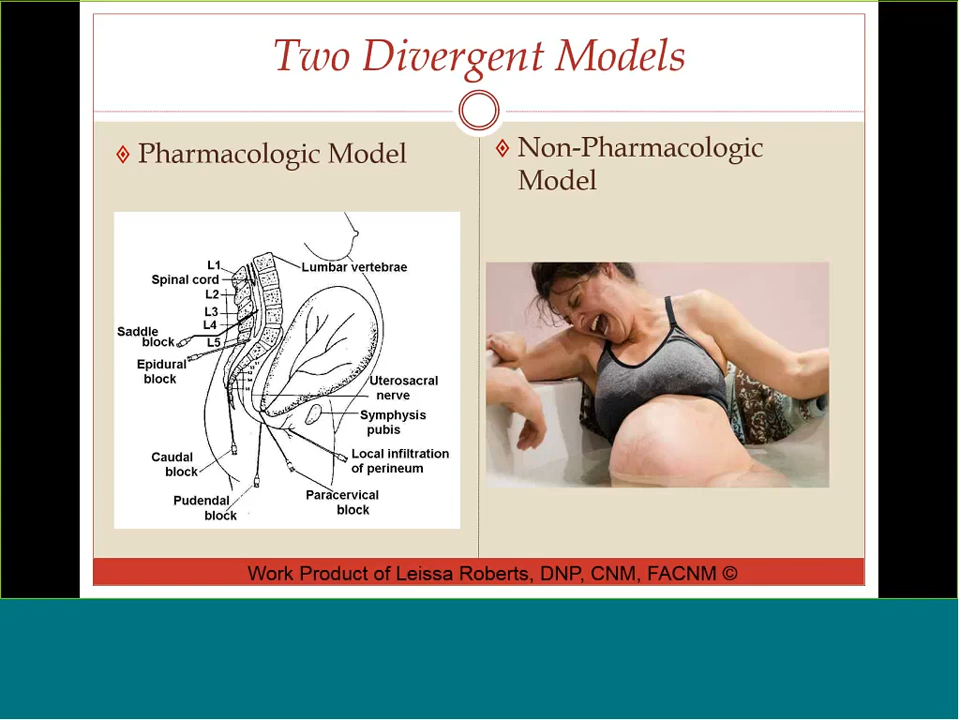 Two Divergent Models
Pharmacologic Model
L1
Spinal cord
L2
L3
L4
L5
Saddle
block
Epidural
block
Caudal
block
Pudendal
block
Lumbar vertebrae
Uterosacral
nerve
Symphysis
pubis
Local infiltration
of perineum
Paracervical
block
Non-Pharmacologic
Model
Work Product of Leissa Roberts, DNP, CNM, FACNM ©